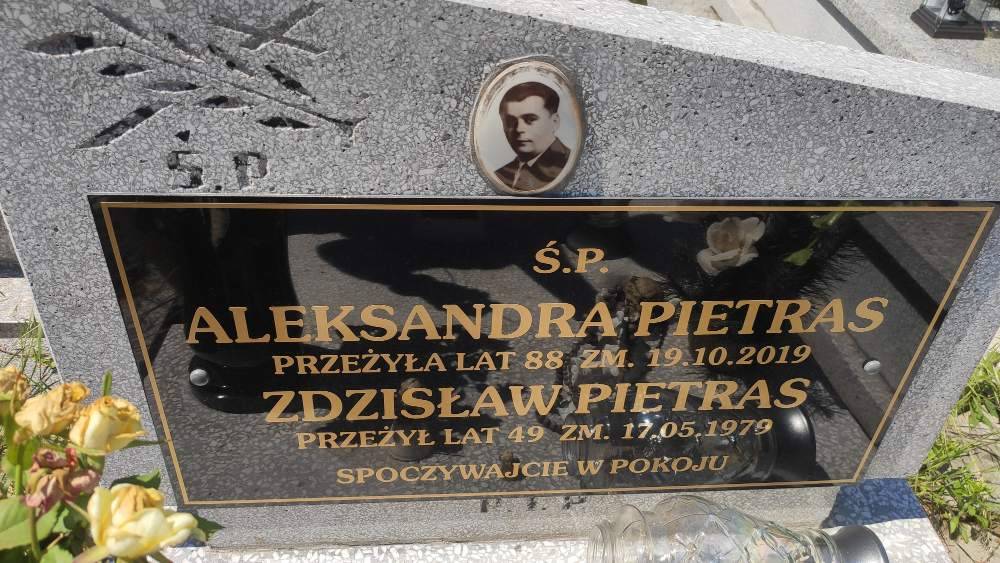 Ś.P.
Ś.P.
ALEKSANDRA PIETRAS
PRZEŻYŁA LAT 88 ZM. 19.10.2019
ZDZISŁAW PIETRAS
PRZEŻYŁ LAT 49 ZM. 17.05.1979
SPOCZYWAJCIE W POKOJU